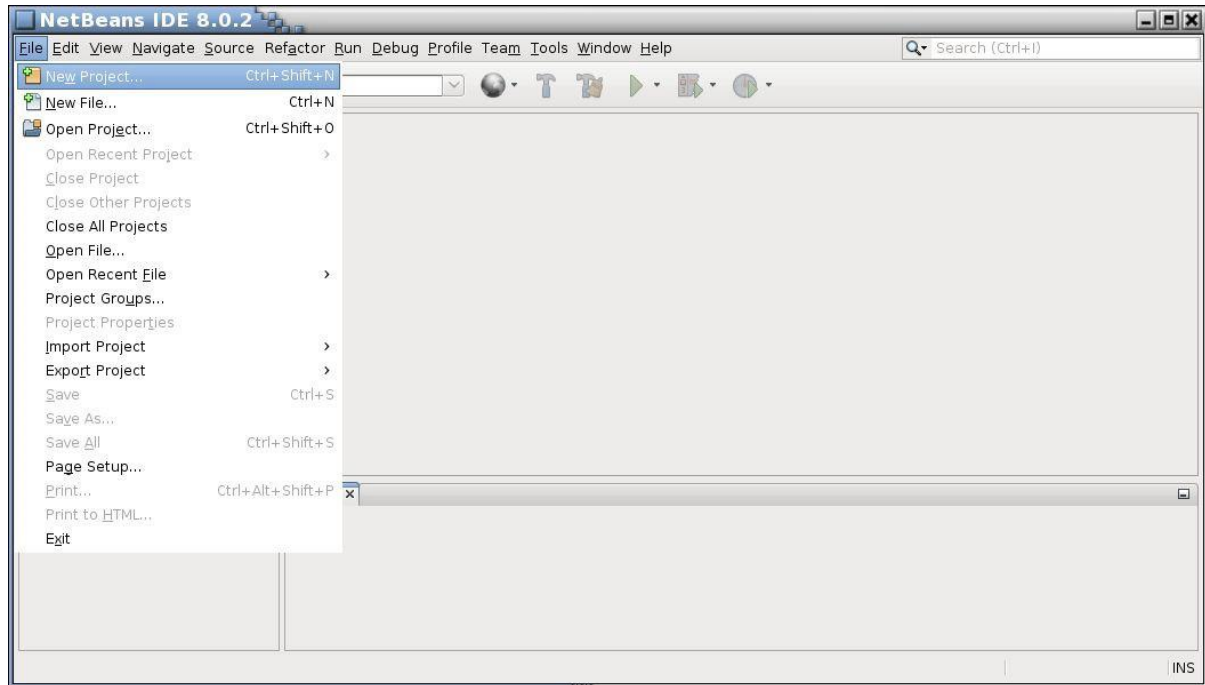 NetBeans IDE 8.0.2
File Edit View Navigate Source Refactor Run Debug Profile Team Tools Window Help Search (Ctrl+I)
New Project... Ctrl+Shift+N
New File... Ctrl+N
Open Project... Ctrl+Shift+O
Open Recent Project
Close Project
Close Other Projects
Close All Projects
Open File...
Open Recent File
Project Groups...
Project Properties
Import Project
Export Project
Save Ctrl+S
Save As...
Save All Ctrl+Shift+S
Page Setup...
Print... Ctrl+Alt+Shift+P
Print to HTML...
Exit
INS